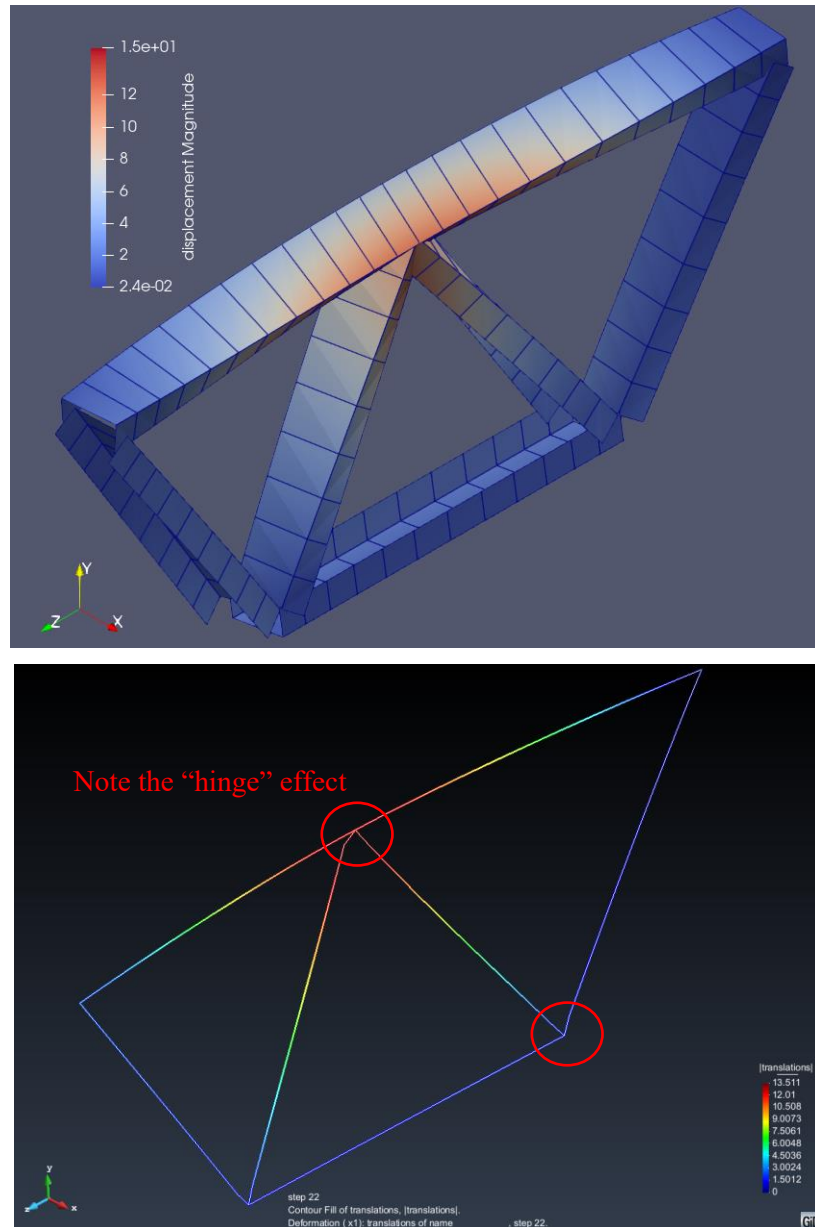 1.5e+01
12
10
8
6
4
2
2.4e-02
displacement Magnitude
Y
Z
X
Note the “hinge” effect
|translations|
13.511
12.01
10.508
9.0073
7.5061
6.0048
4.5036
3.0024
1.5012
0
y
z
x
step 22
Contour Fill of translations, |translations|.
Deformation ( x1): translations of name , step 22.